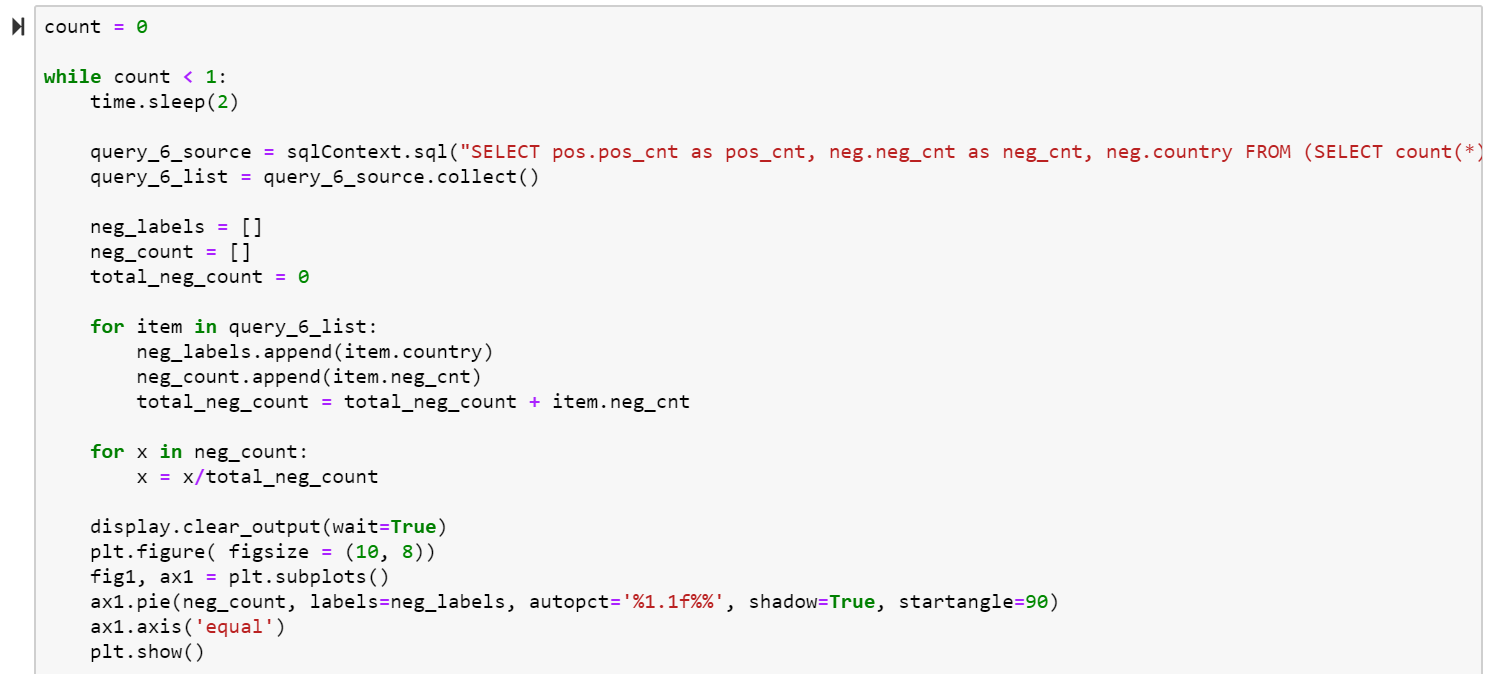 count = 0
while count < 1:
    time.sleep(2)
    query_6_source = sqlContext.sql("SELECT pos.pos_cnt as pos_cnt, neg.neg_cnt as neg_cnt, neg.country FROM (SELECT count(*)
    query_6_list = query_6_source.collect()
    neg_labels = []
    neg_count = []
    total_neg_count = 0
    for item in query_6_list:
        neg_labels.append(item.country)
        neg_count.append(item.neg_cnt)
        total_neg_count = total_neg_count + item.neg_cnt
    for x in neg_count:
        x = x/total_neg_count
    display.clear_output(wait=True)
    plt.figure( figsize = (10, 8))
    fig1, ax1 = plt.subplots()
    ax1.pie(neg_count, labels=neg_labels, autopct='%1.1f%%', shadow=True, startangle=90)
    ax1.axis('equal')
    plt.show()